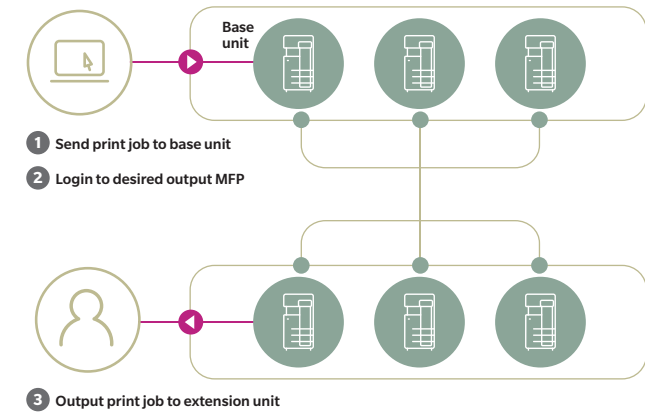 Base
unit
1 Send print job to base unit
2 Login to desired output MFP
3 Output print job to extension unit